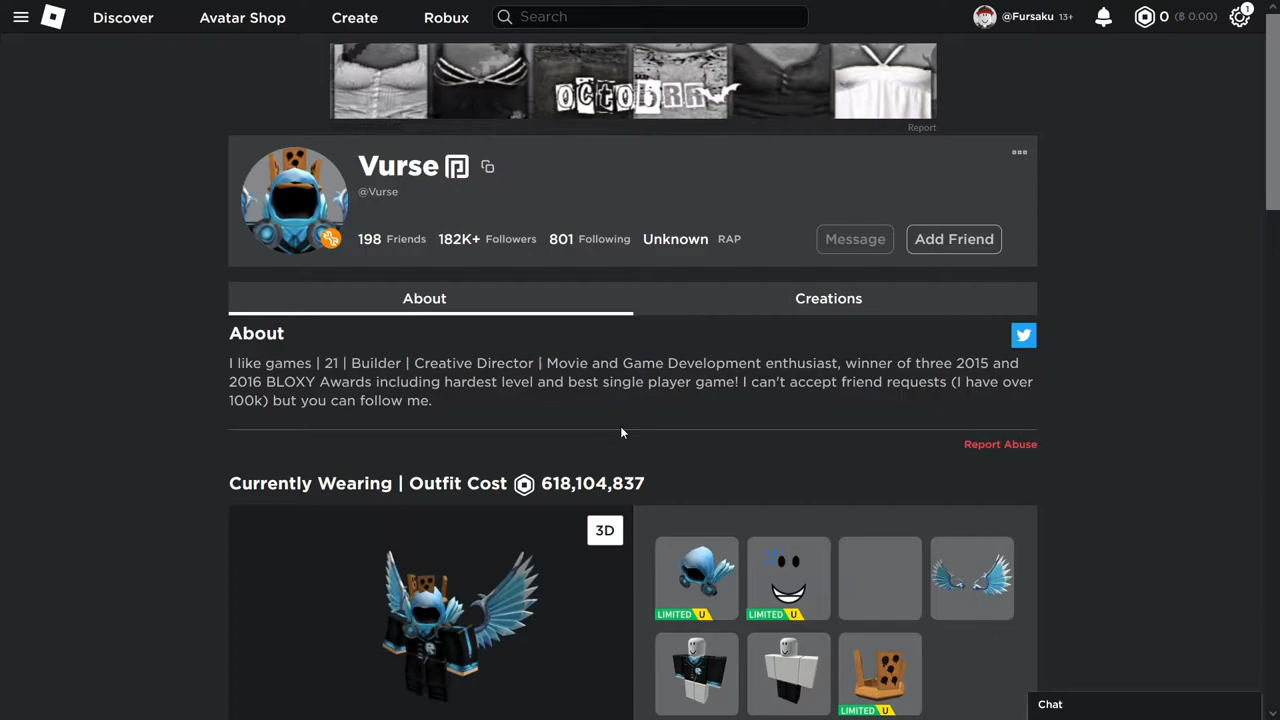 Discover Avatar Shop Create Robux Search @Fursaku 13+ 1 0 (฿ 0.00)
OCTOBRR
Report
Vurse
@Vurse
198 Friends 182K+ Followers 801 Following Unknown RAP Message Add Friend
About Creations
About
I like games | 21 | Builder | Creative Director | Movie and Game Development enthusiast, winner of three 2015 and
2016 BLOXY Awards including hardest level and best single player game! I can't accept friend requests (I have over
100k) but you can follow me.
Report Abuse
Currently Wearing | Outfit Cost 618,104,837
3D
LIMITED U LIMITED U
LIMITED U
Chat